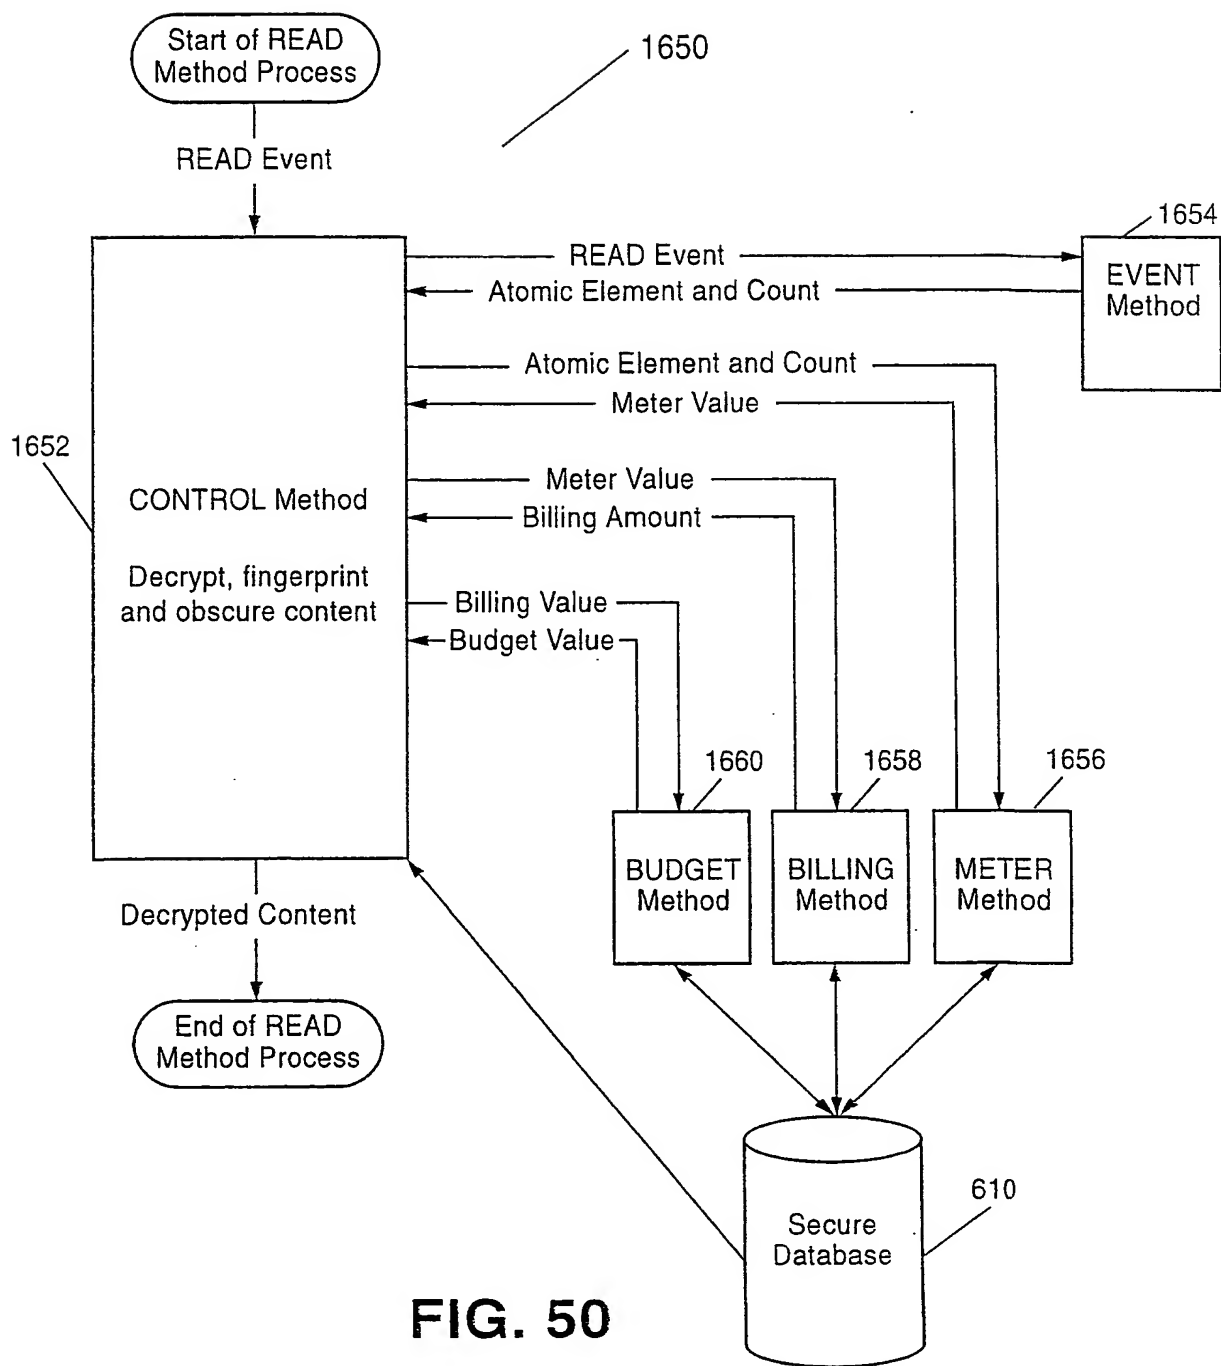 Start of READ
Method Process
1650
READ Event
1654
READ Event
EVENT
Method
Atomic Element and Count
Atomic Element and Count
Meter Value
1652
CONTROL Method
Decrypt, fingerprint
and obscure content
Meter Value
Billing Amount
Billing Value
Budget Value
1660
1658
1656
BUDGET
Method
BILLING
Method
METER
Method
Decrypted Content
End of READ
Method Process
Secure
Database
610
FIG. 50